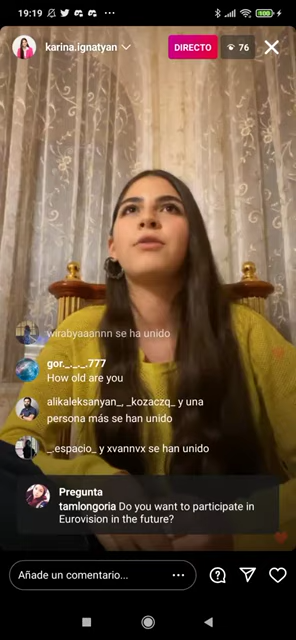 19:19
karina.ignatyan
DIRECTO
76
wirabyaaannn se ha unido
gor._._._.777
How old are you
alikaleksanyan_, _kozaczq_ y una
persona más se han unido
_.espacio_ y xvannvx se han unido
Pregunta
tamlongoria Do you want to participate in
Eurovision in the future?
Añade un comentario...